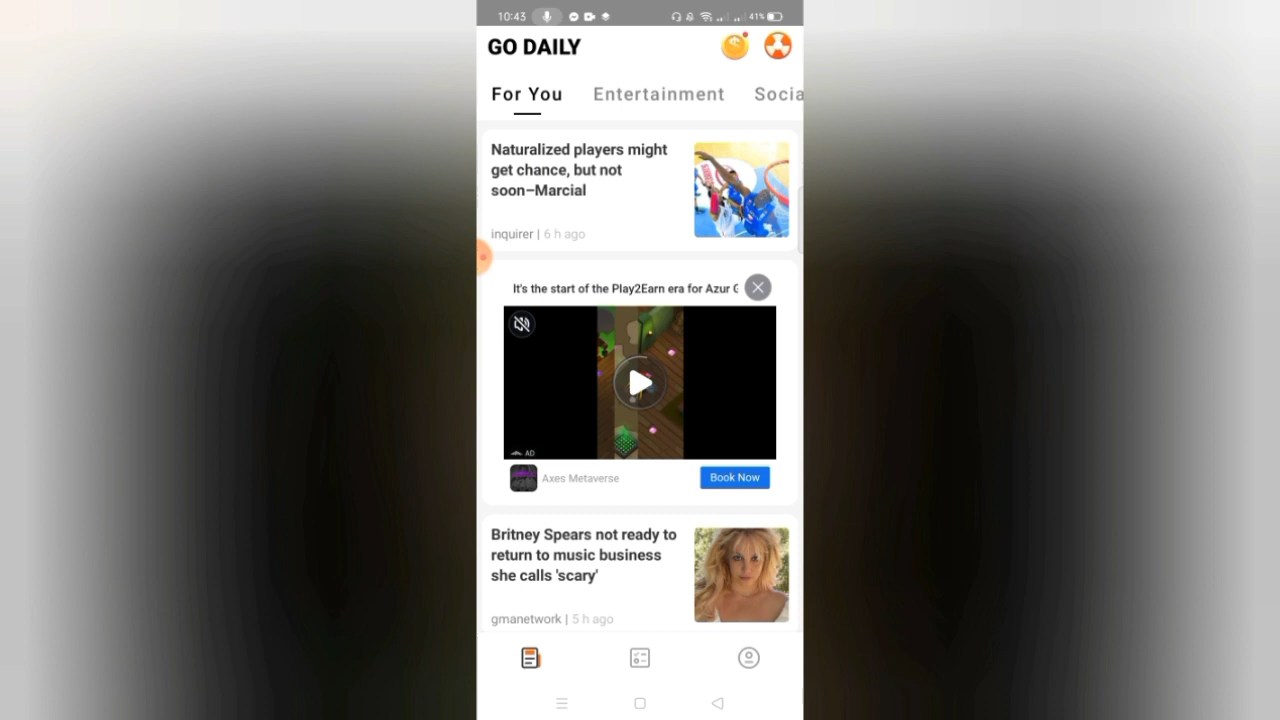 10:43
41%
GO DAILY
For You
Entertainment
Socia
Naturalized players might
get chance, but not
soon–Marcial
inquirer | 6 h ago
It's the start of the Play2Earn era for Azur G
AD
Axes Metaverse
Book Now
Britney Spears not ready to
return to music business
she calls 'scary'
gmanetwork | 5 h ago